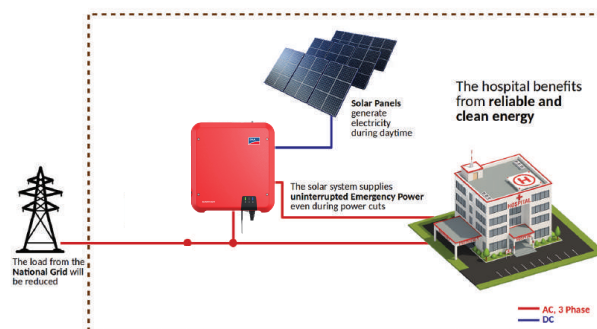 Solar Panels
generate
electricity
during daytime
The hospital benefits
from reliable and
clean energy
The solar system supplies
uninterrupted Emergency Power
even during power cuts
H
HOSPITAL
The load from the
National Grid will
be reduced
AC, 3 Phase
DC